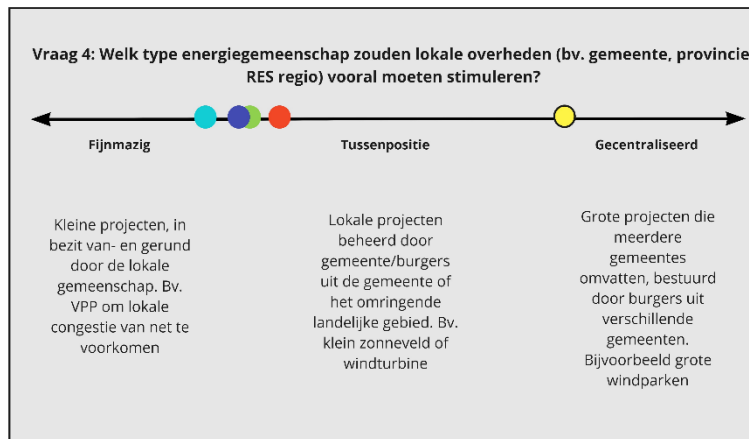 Vraag 4: Welk type energiegemeenschap zouden lokale overheden (bv. gemeente, provincie
RES regio) vooral moeten stimuleren?
Fijnmazig
Tussenpositie
Gecentraliseerd
Kleine projecten, in
bezit van- en gerund
door de lokale
gemeenschap. Bv.
VPP om lokale
congestie van net te
voorkomen
Lokale projecten
beheerd door
gemeente/burgers
uit de gemeente of
het omringende
landelijke gebied. Bv.
klein zonneveld of
windturbine
Grote projecten die
meerdere
gemeentes
omvatten, bestuurd
door burgers uit
verschillende
gemeenten.
Bijvoorbeeld grote
windparken